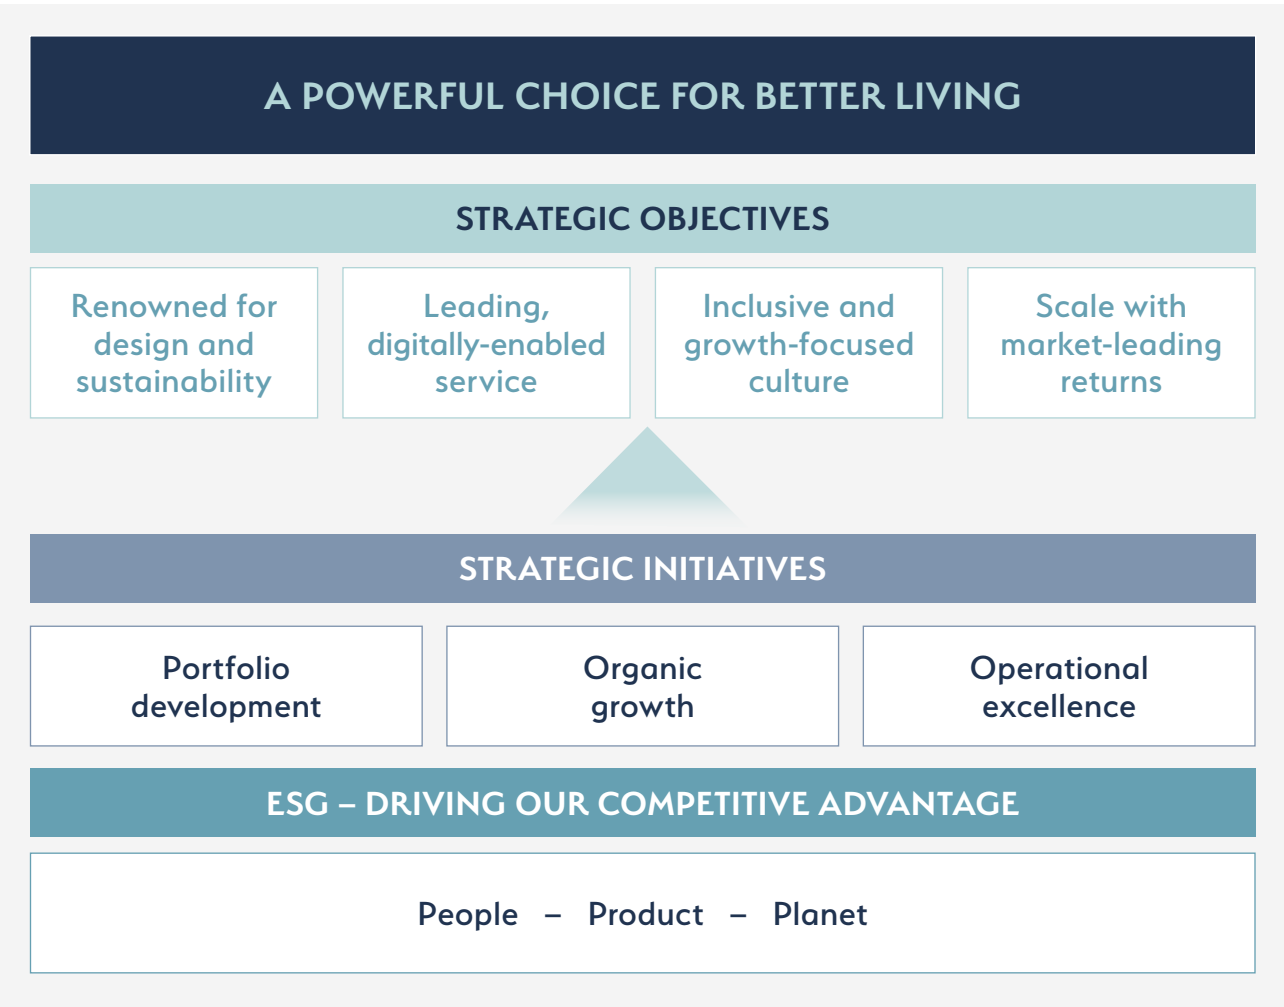 A POWERFUL CHOICE FOR BETTER LIVING
STRATEGIC OBJECTIVES
Renowned for
design and
sustainability
Leading,
digitally-enabled
service
Inclusive and
growth-focused
culture
Scale with
market-leading
returns
STRATEGIC INITIATIVES
Portfolio
development
Organic
growth
Operational
excellence
ESG – DRIVING OUR COMPETITIVE ADVANTAGE
People – Product – Planet